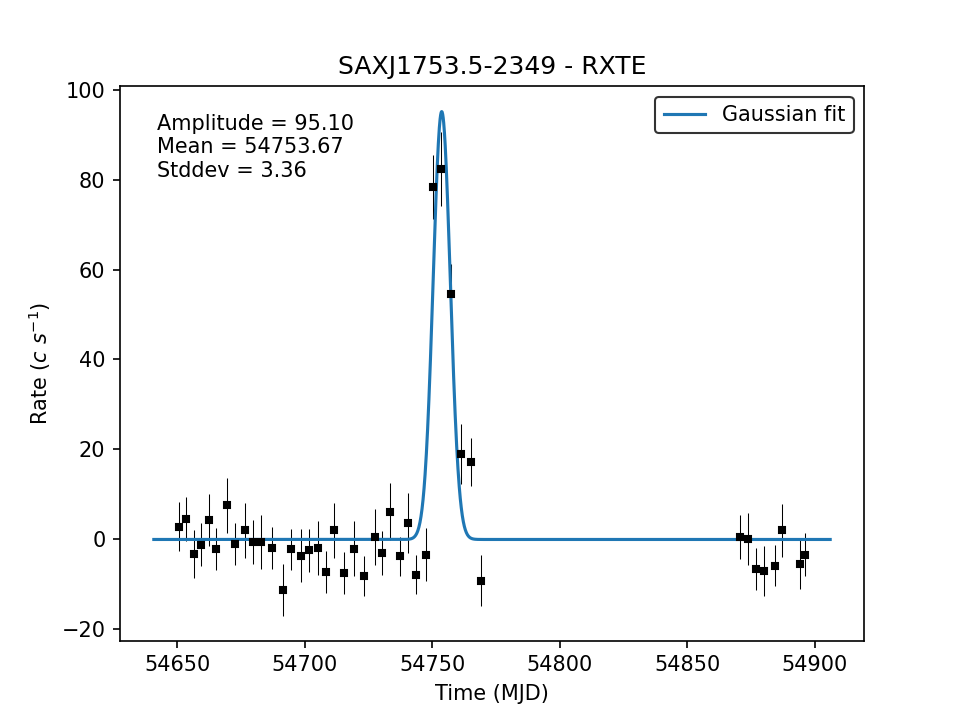 SAXJ1753.5-2349 - RXTE
Amplitude = 95.10
Mean = 54753.67
Stddev = 3.36
Gaussian fit
Rate (c s⁻¹)
100
80
60
40
20
0
−20
54650 54700 54750 54800 54850 54900
Time (MJD)